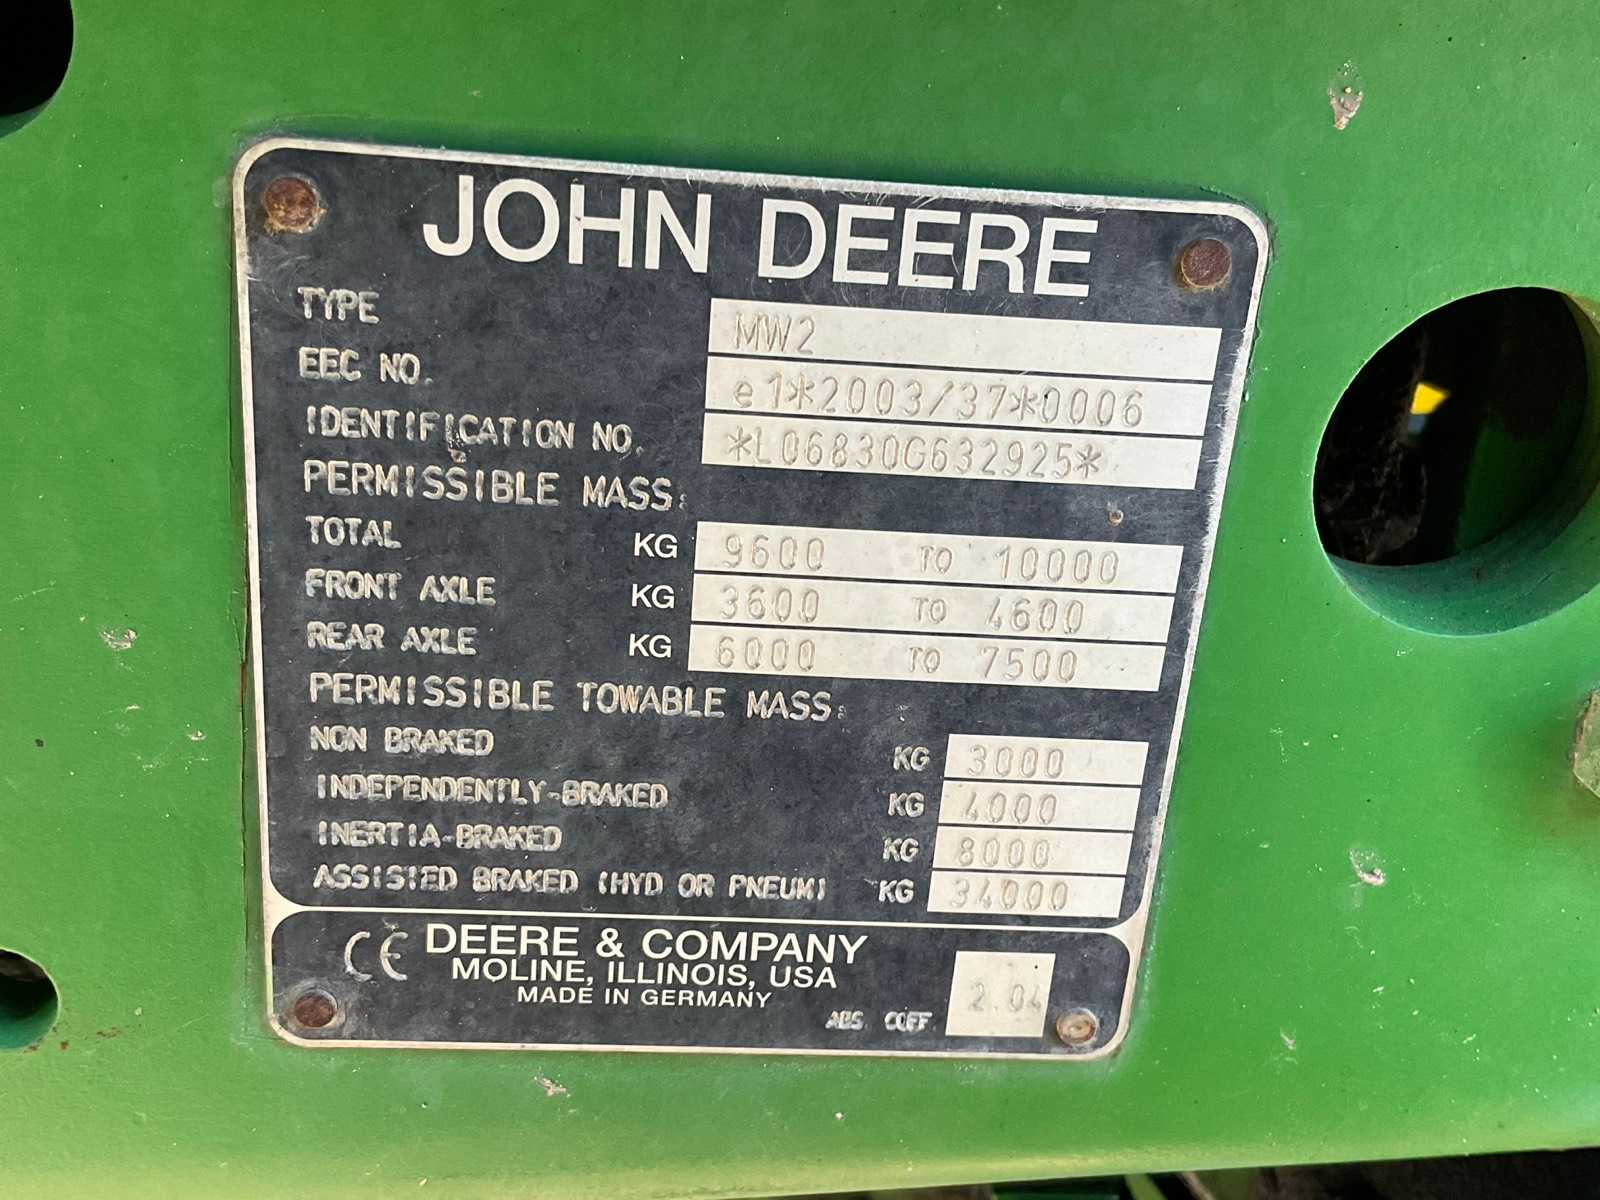 JOHN DEERE
TYPE MW2
EEC NO. e1*2003/37*0006
IDENTIFICATION NO. *L06830G632925*
PERMISSIBLE MASS:
TOTAL KG 9600 TO 10000
FRONT AXLE KG 3600 TO 4600
REAR AXLE KG 6000 TO 7500
PERMISSIBLE TOWABLE MASS:
NON BRAKED KG 3000
INDEPENDENTLY-BRAKED KG 4000
INERTIA-BRAKED KG 8000
ASSISTED BRAKED (HYD OR PNEUM) KG 34000
CE DEERE & COMPANY
MOLINE, ILLINOIS, USA
MADE IN GERMANY
ABS. COEFF. 2.04